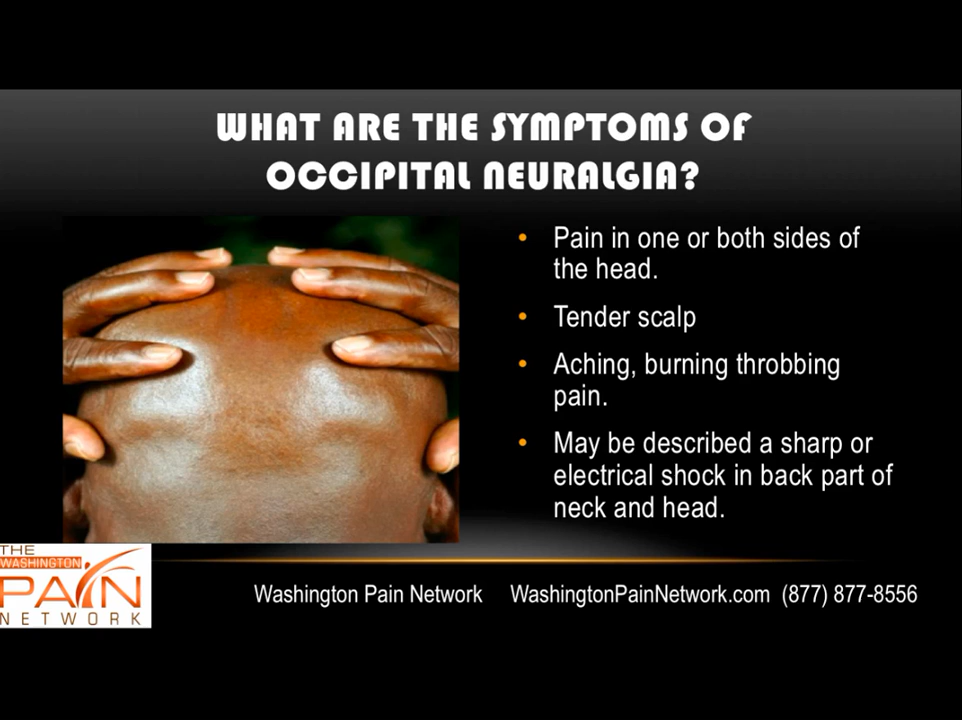 WHAT ARE THE SYMPTOMS OF
OCCIPITAL NEURALGIA?
• Pain in one or both sides of
the head.
• Tender scalp
• Aching, burning throbbing
pain.
• May be described a sharp or
electrical shock in back part of
neck and head.
THE
WASHINGTON
PAIN
NETWORK
Washington Pain Network WashingtonPainNetwork.com (877) 877-8556